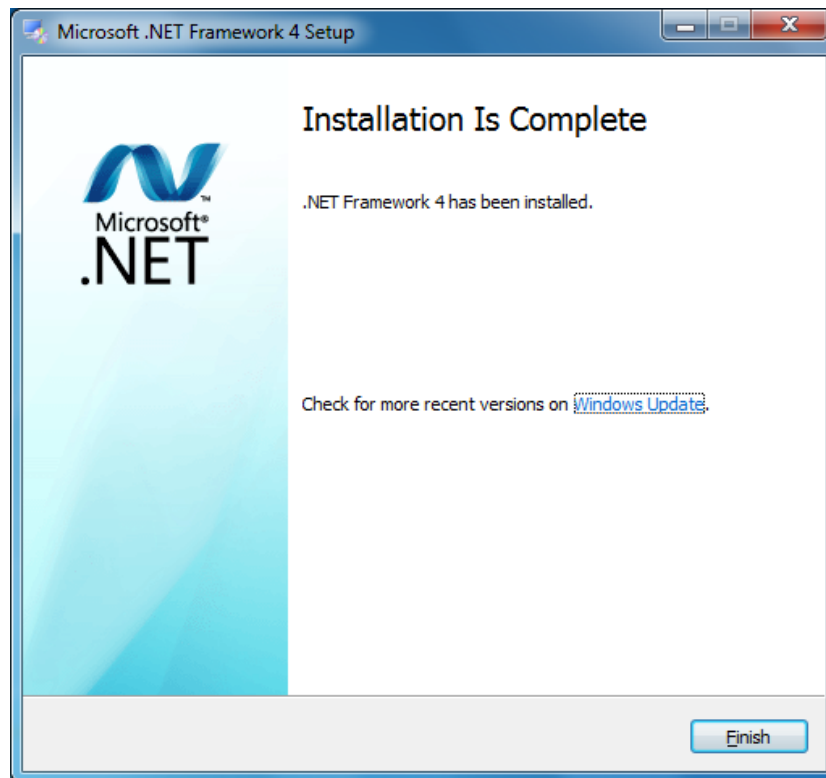 Microsoft .NET Framework 4 Setup
Installation Is Complete
.NET Framework 4 has been installed.
Microsoft®
.NET
TM
Check for more recent versions on Windows Update.
Finish